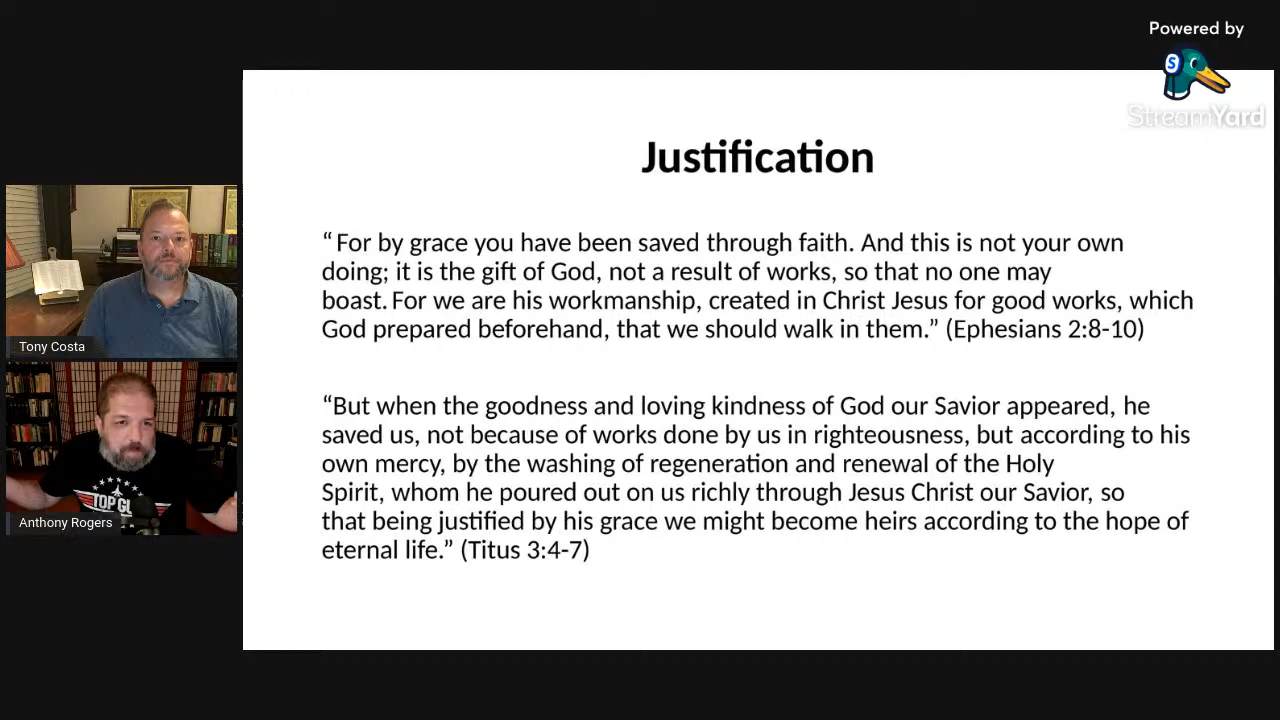 Powered by
S
StreamYard
Justification
“ For by grace you have been saved through faith. And this is not your own
doing; it is the gift of God, not a result of works, so that no one may
boast. For we are his workmanship, created in Christ Jesus for good works, which
God prepared beforehand, that we should walk in them.” (Ephesians 2:8-10)
“But when the goodness and loving kindness of God our Savior appeared, he
saved us, not because of works done by us in righteousness, but according to his
own mercy, by the washing of regeneration and renewal of the Holy
Spirit, whom he poured out on us richly through Jesus Christ our Savior, so
that being justified by his grace we might become heirs according to the hope of
eternal life.” (Titus 3:4-7)
Tony Costa
TOP GU
Anthony Rogers